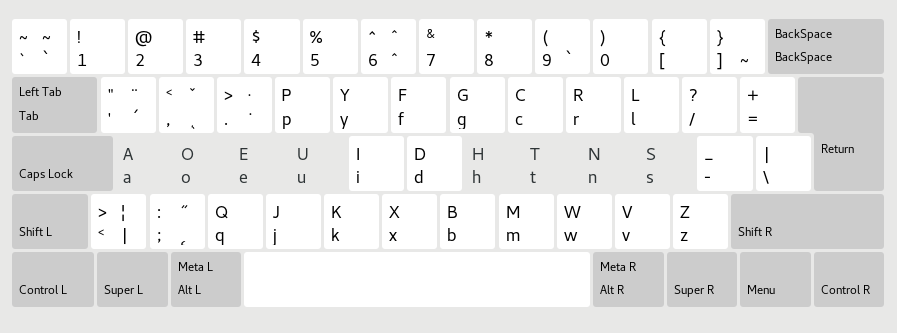 ~ ~ ! @ # $ % ^ ^ & * ( ) { } BackSpace
` ` 1 2 3 4 5 6 ^ 7 8 9 ` 0 [ ] ~ BackSpace
Left Tab " ¨ < ˇ > · P Y F G C R L ? +
Tab ' ´ , ˛ . ˙ p y f g c r l / =
A O E U I D H T N S _ | Return
Caps Lock a o e u i d h t n s - \
> ¦ : ˝ Q J K X B M W V Z
Shift L < | ; ˛ q j k x b m w v z Shift R
Meta L Meta R
Control L Super L Alt L Alt R Super R Menu Control R